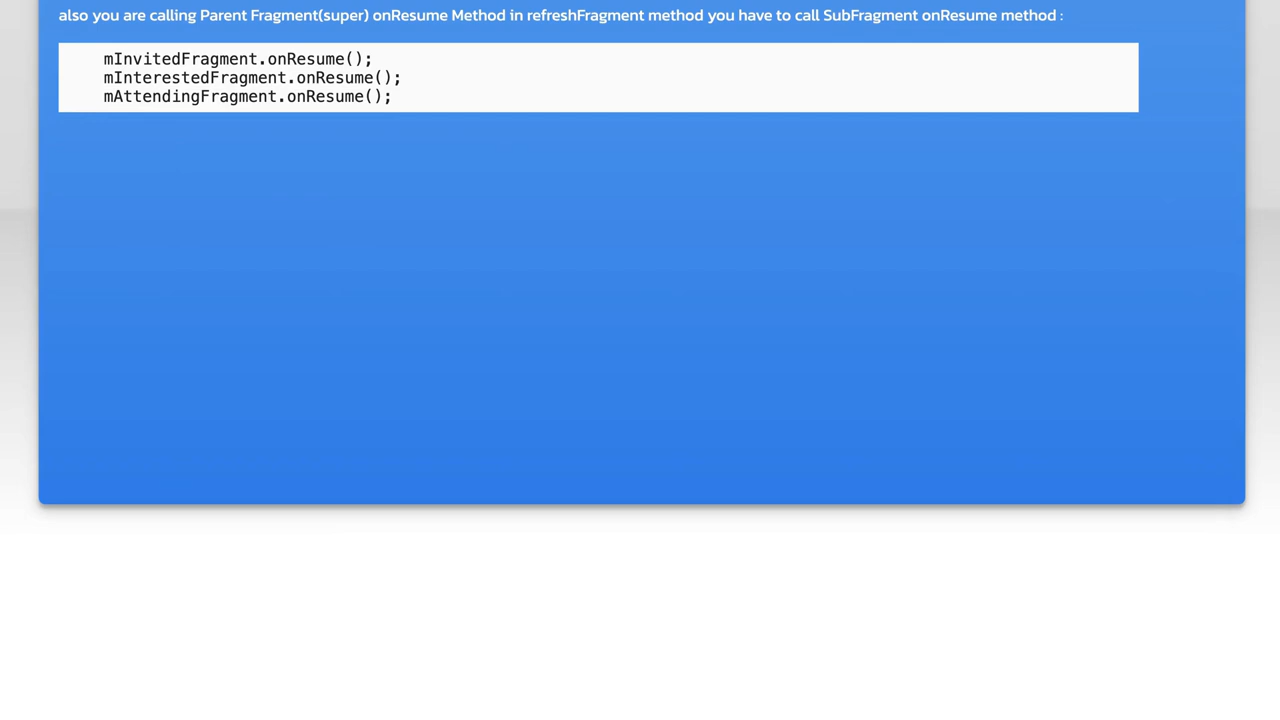 also you are calling Parent Fragment(super) onResume Method in refreshFragment method you have to call SubFragment onResume method :
mInvitedFragment.onResume();
mInterestedFragment.onResume();
mAttendingFragment.onResume();